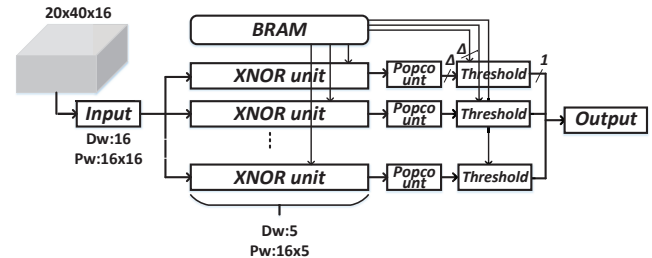 20x40x16
BRAM
Δ
Δ
1
XNOR unit
Popco
unt
Threshold
Input
XNOR unit
Popco
unt
Threshold
Output
Dw:16
Pw:16x16
XNOR unit
Popco
unt
Threshold
Dw:5
Pw:16x5